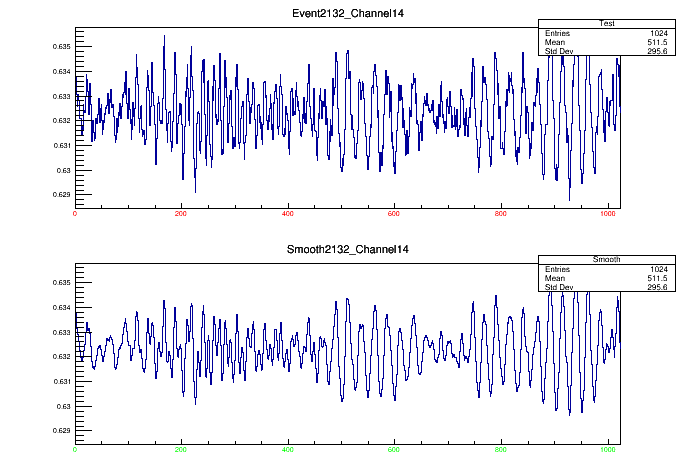 Event2132_Channel14
Test
Entries 1024
Mean 511.5
Std Dev 295.6
0.635
0.634
0.633
0.632
0.631
0.63
0.629
0 200 400 600 800 1000
Smooth2132_Channel14
Smooth
Entries 1024
Mean 511.5
Std Dev 295.6
0.635
0.634
0.633
0.632
0.631
0.63
0.629
0 200 400 600 800 1000